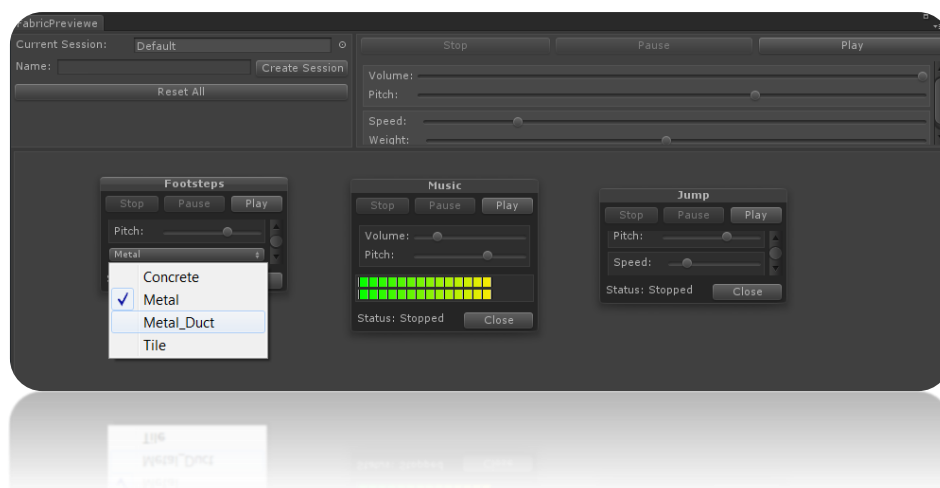 FabricPreviewe
Current Session: Default
Name: Create Session
Reset All
Stop Pause Play
Volume:
Pitch:
Speed:
Weight:
Footsteps
Stop Pause Play
Pitch:
Metal
Concrete
Metal
Metal_Duct
Tile
Music
Stop Pause Play
Volume:
Pitch:
Status: Stopped Close
Jump
Stop Pause Play
Pitch:
Speed:
Status: Stopped Close